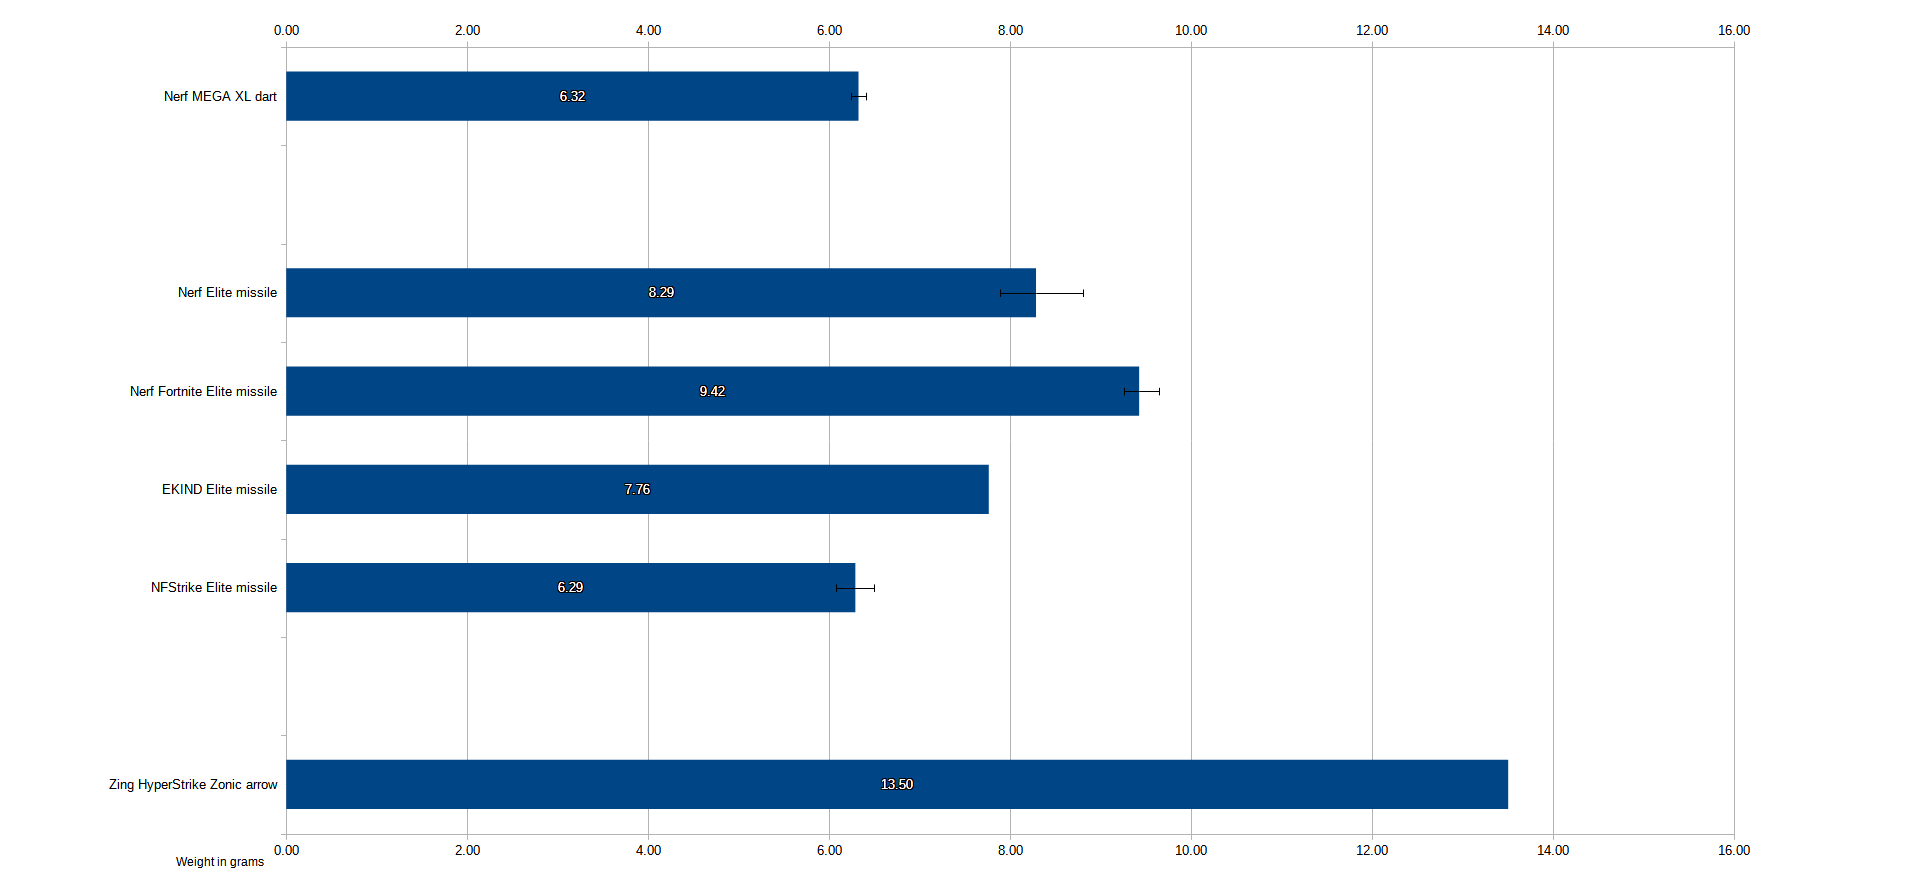 0.00 2.00 4.00 6.00 8.00 10.00 12.00 14.00 16.00
Nerf MEGA XL dart 6.32
Nerf Elite missile 8.29
Nerf Fortnite Elite missile 9.42
EKIND Elite missile 7.76
NFStrike Elite missile 6.29
Zing HyperStrike Zonic arrow 13.50
0.00 2.00 4.00 6.00 8.00 10.00 12.00 14.00 16.00
Weight in grams